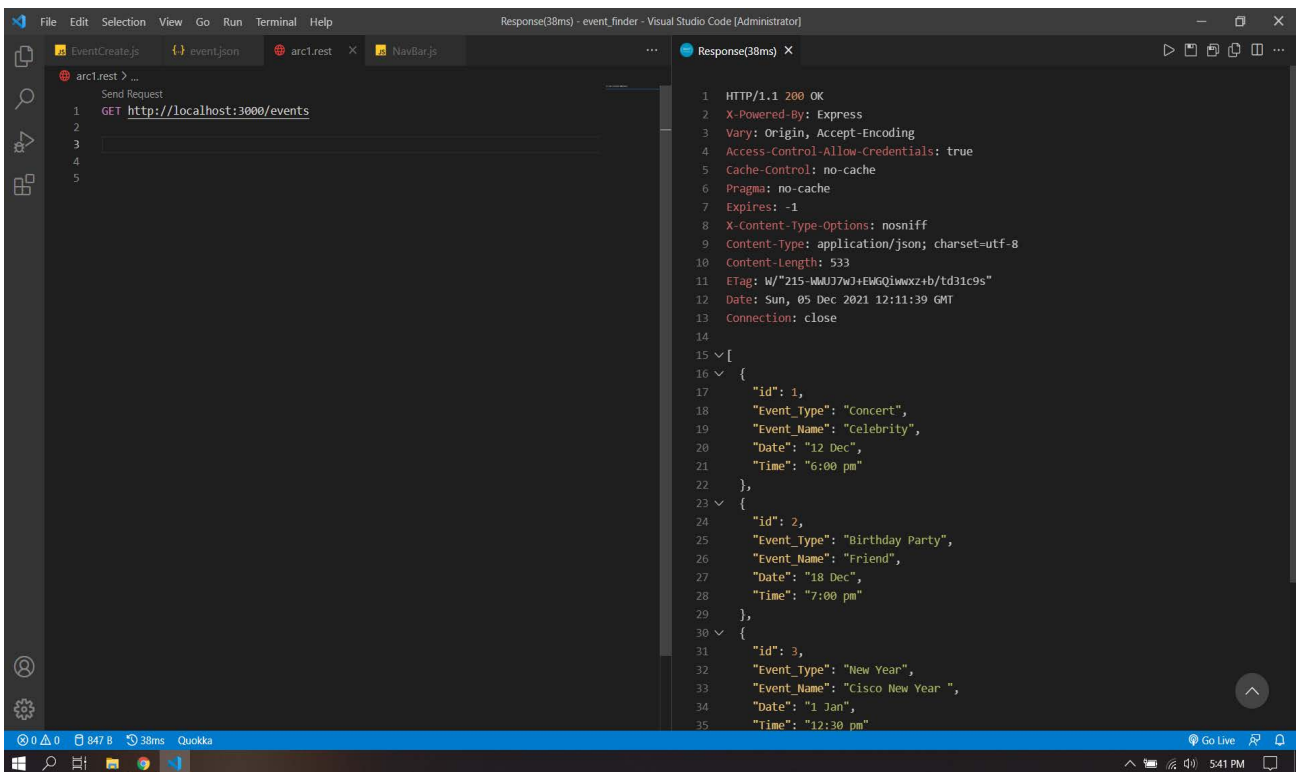 File Edit Selection View Go Run Terminal Help
Response(38ms) - event_finder - Visual Studio Code [Administrator]
EventCreate.js
event.json
arc1.rest
NavBar.js
Response(38ms)
arc1.rest > ...
Send Request
1 GET http://localhost:3000/events
2
3
4
5
1 HTTP/1.1 200 OK
2 X-Powered-By: Express
3 Vary: Origin, Accept-Encoding
4 Access-Control-Allow-Credentials: true
5 Cache-Control: no-cache
6 Pragma: no-cache
7 Expires: -1
8 X-Content-Type-Options: nosniff
9 Content-Type: application/json; charset=utf-8
10 Content-Length: 533
11 ETag: W/"215-WWUJ7wJ+EWGQiwwxz+b/td31c9s"
12 Date: Sun, 05 Dec 2021 12:11:39 GMT
13 Connection: close
14
15 [
16 {
17 "id": 1,
18 "Event_Type": "Concert",
19 "Event_Name": "Celebrity",
20 "Date": "12 Dec",
21 "Time": "6:00 pm"
22 },
23 {
24 "id": 2,
25 "Event_Type": "Birthday Party",
26 "Event_Name": "Friend",
27 "Date": "18 Dec",
28 "Time": "7:00 pm"
29 },
30 {
31 "id": 3,
32 "Event_Type": "New Year",
33 "Event_Name": "Cisco New Year ",
34 "Date": "1 Jan",
35 "Time": "12:30 pm"
0 0 847 B 38ms Quokka
Go Live
5:41 PM